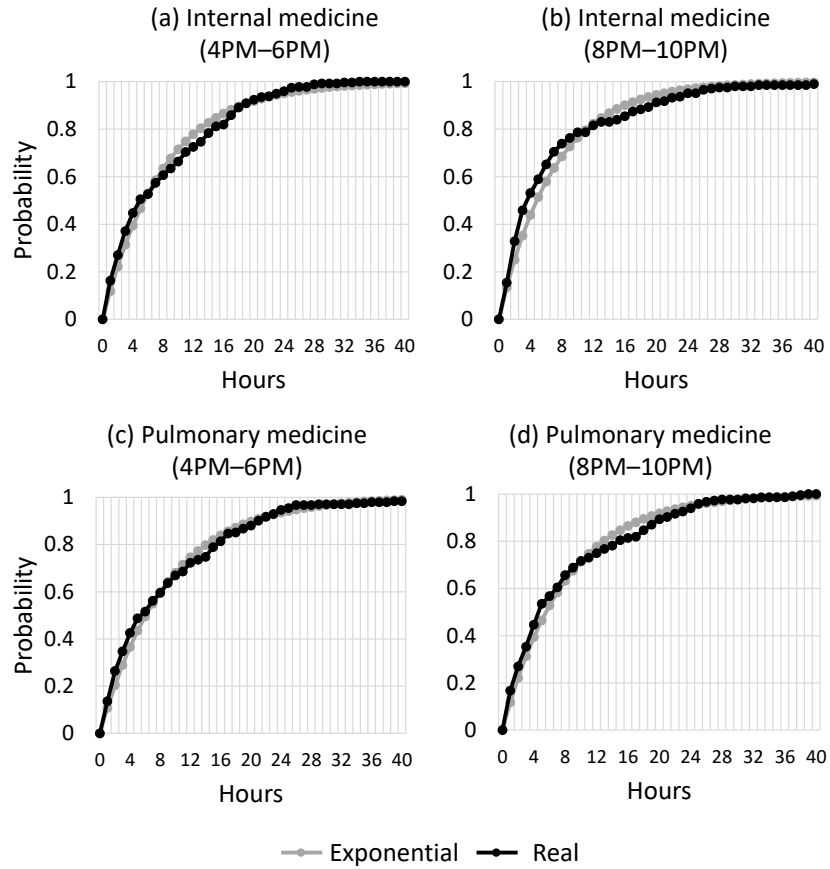 (a) Internal medicine
(4PM–6PM)
(b) Internal medicine
(8PM–10PM)
Probability
1
0.8
0.6
0.4
0.2
0
0 4 8 12 16 20 24 28 32 36 40
Hours
1
0.8
0.6
0.4
0.2
0
0 4 8 12 16 20 24 28 32 36 40
Hours
(c) Pulmonary medicine
(4PM–6PM)
(d) Pulmonary medicine
(8PM–10PM)
Probability
1
0.8
0.6
0.4
0.2
0
0 4 8 12 16 20 24 28 32 36 40
Hours
1
0.8
0.6
0.4
0.2
0
0 4 8 12 16 20 24 28 32 36 40
Hours
Exponential Real